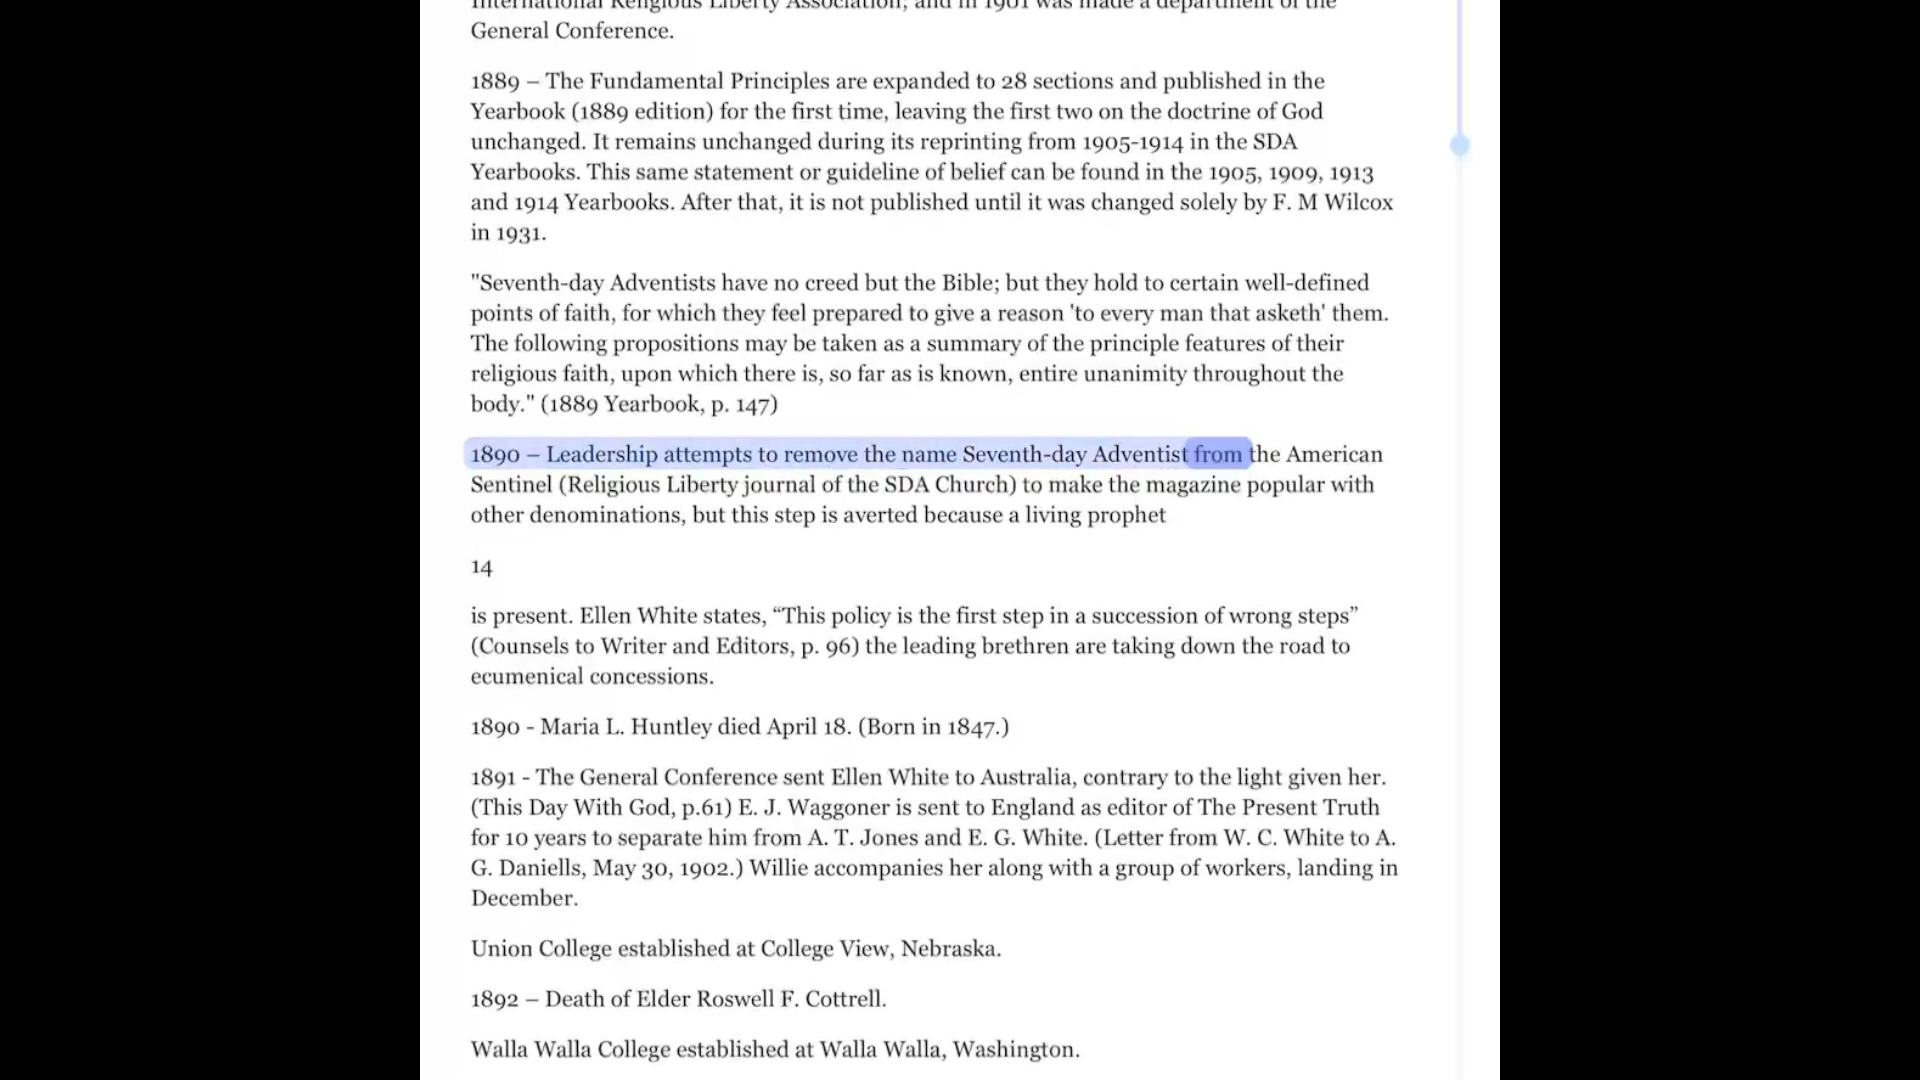 International Religious Liberty Association; and in 1901 was made a department of the
General Conference.
1889 – The Fundamental Principles are expanded to 28 sections and published in the
Yearbook (1889 edition) for the first time, leaving the first two on the doctrine of God
unchanged. It remains unchanged during its reprinting from 1905-1914 in the SDA
Yearbooks. This same statement or guideline of belief can be found in the 1905, 1909, 1913
and 1914 Yearbooks. After that, it is not published until it was changed solely by F. M Wilcox
in 1931.
"Seventh-day Adventists have no creed but the Bible; but they hold to certain well-defined
points of faith, for which they feel prepared to give a reason 'to every man that asketh' them.
The following propositions may be taken as a summary of the principle features of their
religious faith, upon which there is, so far as is known, entire unanimity throughout the
body." (1889 Yearbook, p. 147)
1890 – Leadership attempts to remove the name Seventh-day Adventist from the American
Sentinel (Religious Liberty journal of the SDA Church) to make the magazine popular with
other denominations, but this step is averted because a living prophet
14
is present. Ellen White states, “This policy is the first step in a succession of wrong steps”
(Counsels to Writer and Editors, p. 96) the leading brethren are taking down the road to
ecumenical concessions.
1890 - Maria L. Huntley died April 18. (Born in 1847.)
1891 - The General Conference sent Ellen White to Australia, contrary to the light given her.
(This Day With God, p.61) E. J. Waggoner is sent to England as editor of The Present Truth
for 10 years to separate him from A. T. Jones and E. G. White. (Letter from W. C. White to A.
G. Daniells, May 30, 1902.) Willie accompanies her along with a group of workers, landing in
December.
Union College established at College View, Nebraska.
1892 – Death of Elder Roswell F. Cottrell.
Walla Walla College established at Walla Walla, Washington.